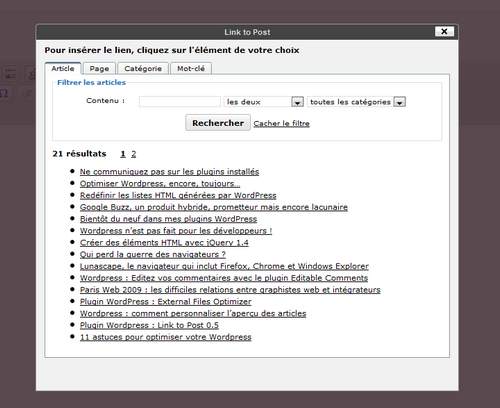 Link to Post
Pour insérer le lien, cliquez sur l'élément de votre choix
Article Page Catégorie Mot-clé
Filtrer les articles
Contenu : les deux toutes les catégories
Rechercher Cacher le filtre
21 résultats 1 2
Ne communiquez pas sur les plugins installés
Optimiser Wordpress, encore, toujours...
Redéfinir les listes HTML générées par WordPress
Google Buzz, un produit hybride, prometteur mais encore lacunaire
Bientôt du neuf dans mes plugins WordPress
Wordpress n'est pas fait pour les développeurs !
Créer des éléments HTML avec jQuery 1.4
Qui perd la guerre des navigateurs ?
Lunascape, le navigateur qui inclut Firefox, Chrome et Windows Explorer
Wordpress : Editez vos commentaires avec le plugin Editable Comments
Paris Web 2009 : les difficiles relations entre graphistes web et intégrateurs
Plugin WordPress : External Files Optimizer
Wordpress : comment personnaliser l'aperçu des articles
Plugin WordPress : Link to Post 0.5
11 astuces pour optimiser votre Wordpress